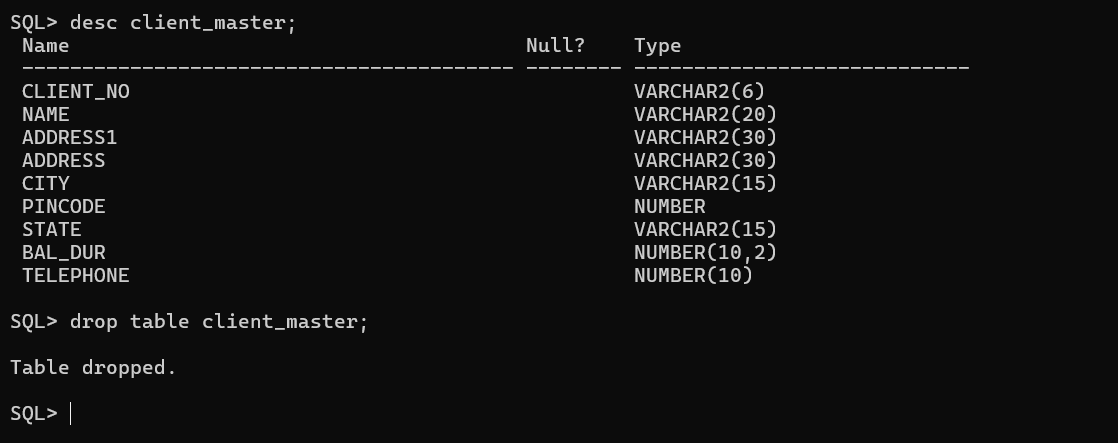 SQL> desc client_master;
Name Null? Type
----------------------------------------- -------- ----------------------------
CLIENT_NO VARCHAR2(6)
NAME VARCHAR2(20)
ADDRESS1 VARCHAR2(30)
ADDRESS VARCHAR2(30)
CITY VARCHAR2(15)
PINCODE NUMBER
STATE VARCHAR2(15)
BAL_DUR NUMBER(10,2)
TELEPHONE NUMBER(10)
SQL> drop table client_master;
Table dropped.
SQL>